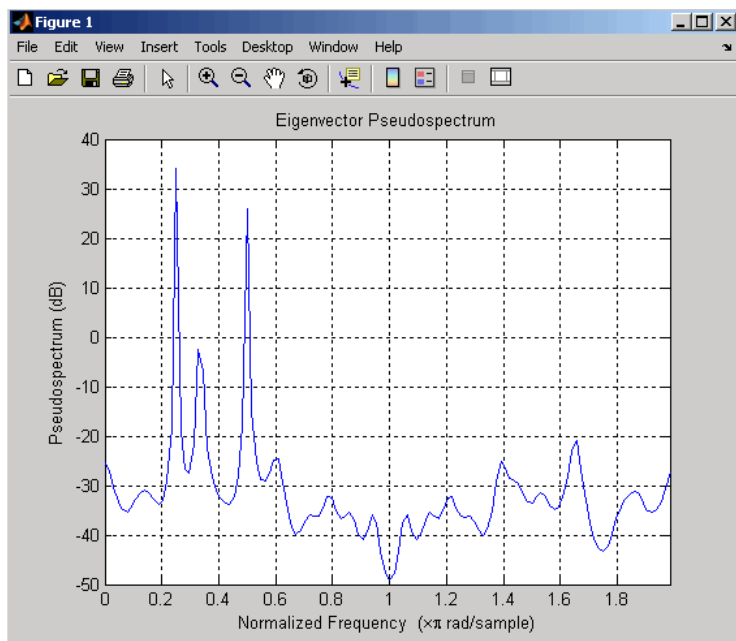 Figure 1
File Edit View Insert Tools Desktop Window Help
Eigenvector Pseudospectrum
40
30
20
10
0
-10
-20
-30
-40
-50
Pseudospectrum (dB)
0 0.2 0.4 0.6 0.8 1 1.2 1.4 1.6 1.8
Normalized Frequency (×π rad/sample)